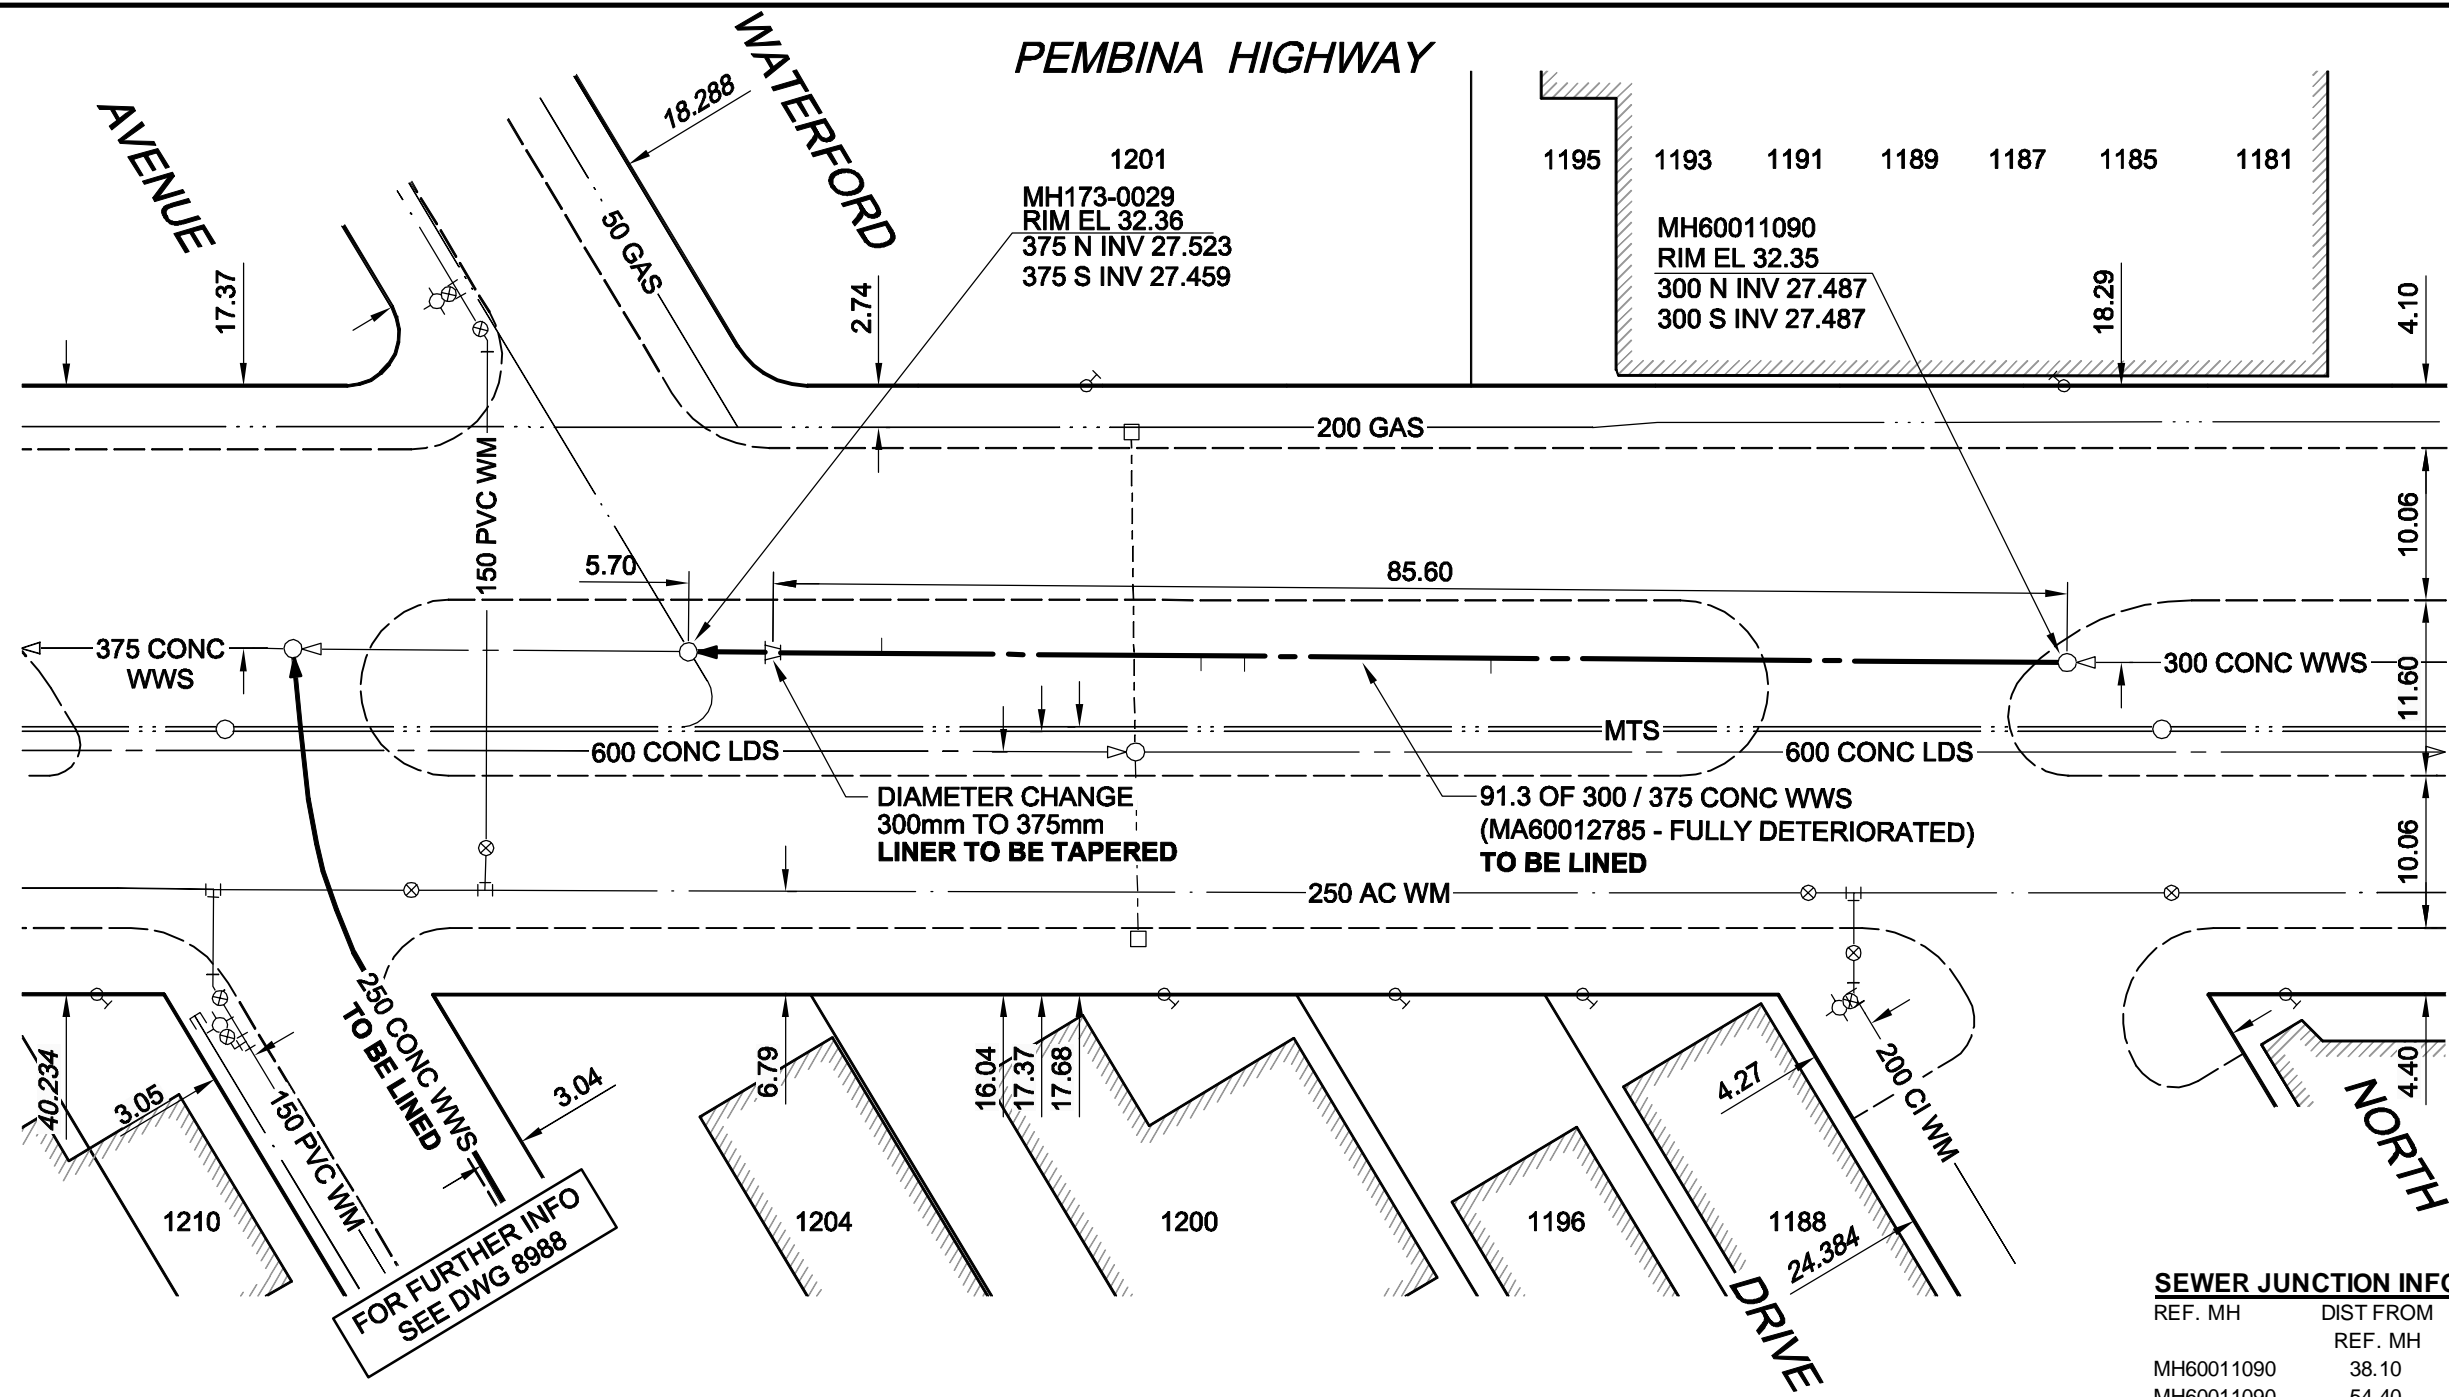 PEMBINA HIGHWAY
AVENUE
WATERFORD
18.288
1201
MH173-0029
RIM EL 32.36
375 N INV 27.523
375 S INV 27.459
1195
1193
1191
1189
1187
1185
1181
MH60011090
RIM EL 32.35
300 N INV 27.487
300 S INV 27.487
17.37
50 GAS
2.74
18.29
4.10
200 GAS
150 PVC WM
10.06
5.70
85.60
375 CONC
WWS
300 CONC WWS
11.60
MTS
600 CONC LDS
600 CONC LDS
DIAMETER CHANGE
300mm TO 375mm
LINER TO BE TAPERED
91.3 OF 300 / 375 CONC WWS
(MA60012785 - FULLY DETERIORATED)
TO BE LINED
10.06
250 AC WM
250 CONC WWS
TO BE LINED
40.234
3.05
150 PVC WM
3.04
6.79
16.04
17.37
17.68
4.27
200 CI WM
4.40
NORTH
1210
1204
1200
1196
1188
24.384
DRIVE
FOR FURTHER INFO
SEE DWG 8988
SEWER JUNCTION INFO
REF. MH DIST FROM
REF. MH
MH60011090 38.10
MH60011090 54.40